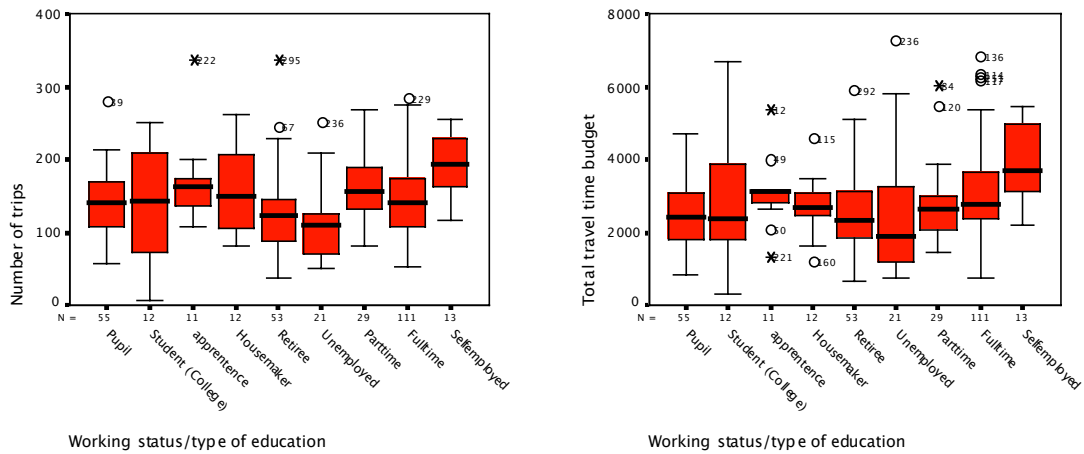 400
300
200
100
0
Number of trips
39
222
295
67
236
229
N =
55
12
11
12
53
21
29
111
13
Pupil
Student (College)
apprentence
Housemaker
Retiree
Unemployed
Parttime
Fulltime
Selfemployed
Working status/type of education
8000
6000
4000
2000
0
Total travel time budget
12
49
50
221
115
160
292
236
84
120
136
114
117
N =
55
12
11
12
53
21
29
111
13
Pupil
Student (College)
apprentence
Housemaker
Retiree
Unemployed
Parttime
Fulltime
Selfemployed
Working status/type of education